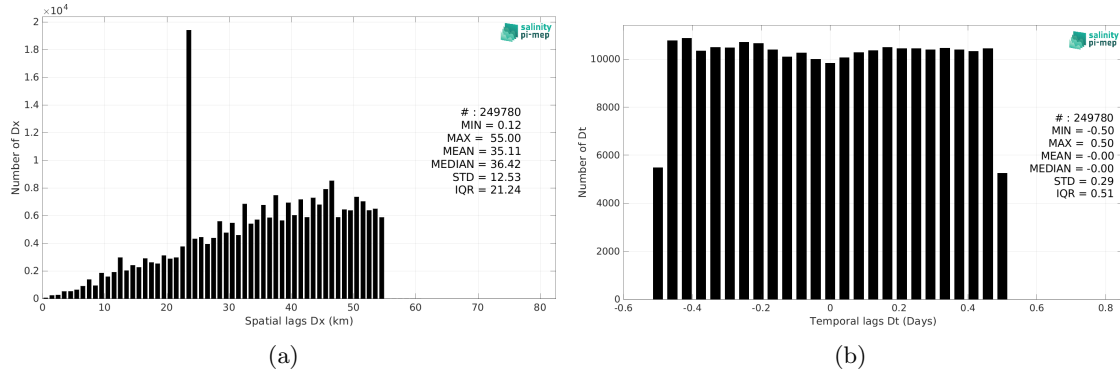 ×10⁴
2
1.8
1.6
1.4
1.2
1
0.8
0.6
0.4
0.2
0
Number of Dx
salinity
pi-mep
# : 249780
MIN = 0.12
MAX = 55.00
MEAN = 35.11
MEDIAN = 36.42
STD = 12.53
IQR = 21.24
0 10 20 30 40 50 60 70 80
Spatial lags Dx (km)
(a)
10000
8000
6000
4000
2000
0
Number of Dt
salinity
pi-mep
# : 249780
MIN = -0.50
MAX = 0.50
MEAN = -0.00
MEDIAN = -0.00
STD = 0.29
IQR = 0.51
-0.6 -0.4 -0.2 0 0.2 0.4 0.6 0.8
Temporal lags Dt (Days)
(b)